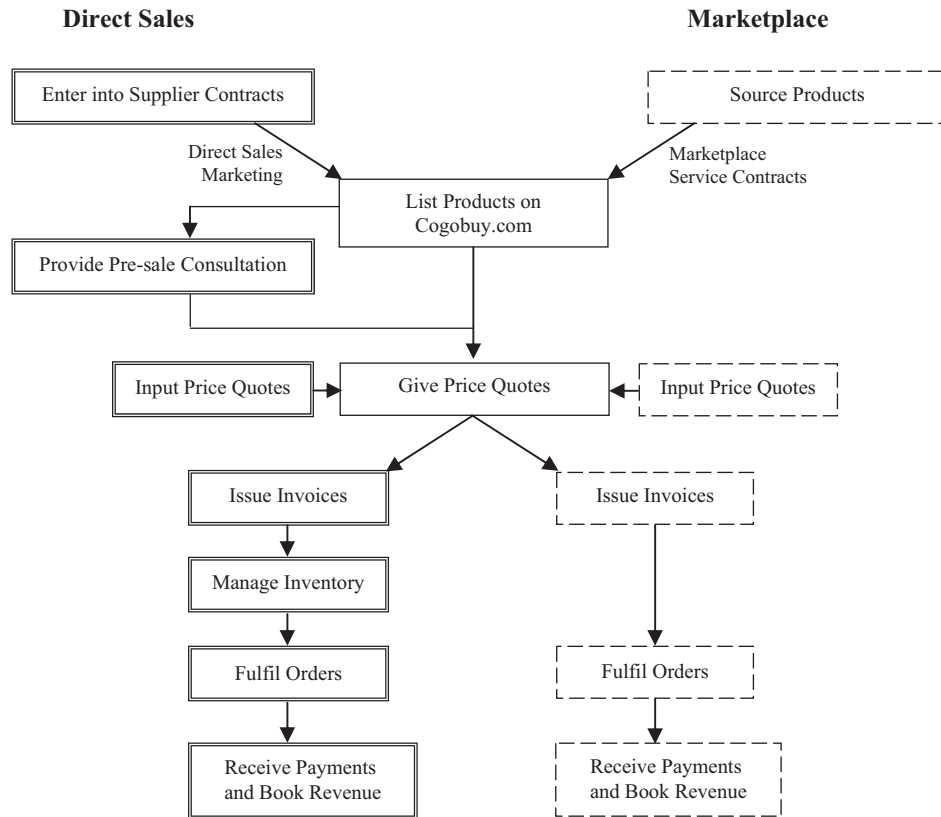 Direct Sales
Marketplace
Enter into Supplier Contracts
Source Products
Direct Sales
Marketing
Marketplace
Service Contracts
List Products on
Cogobuy.com
Provide Pre-sale Consultation
Input Price Quotes
Give Price Quotes
Input Price Quotes
Issue Invoices
Issue Invoices
Manage Inventory
Fulfil Orders
Fulfil Orders
Receive Payments
and Book Revenue
Receive Payments
and Book Revenue